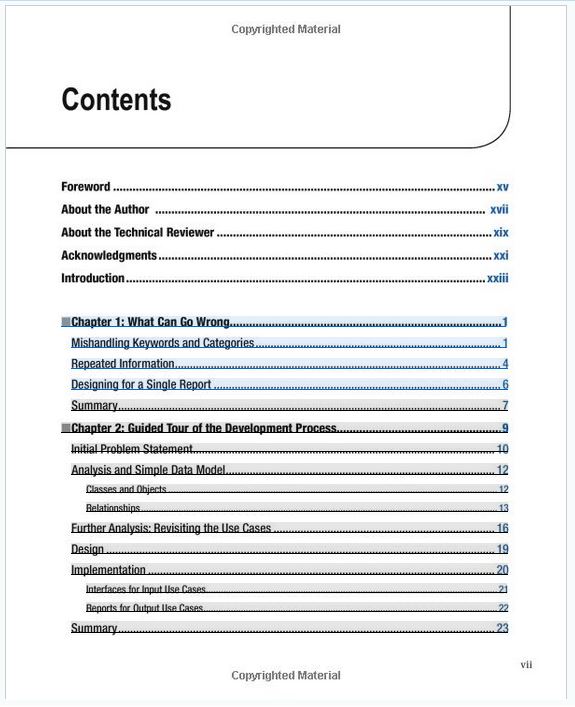 Copyrighted Material
Contents
Foreword ........ xv
About the Author ........ xvii
About the Technical Reviewer ........ xix
Acknowledgments ........ xxi
Introduction ........ xxiii
Chapter 1: What Can Go Wrong ........ 1
Mishandling Keywords and Categories ........ 1
Repeated Information ........ 4
Designing for a Single Report ........ 6
Summary ........ 7
Chapter 2: Guided Tour of the Development Process ........ 9
Initial Problem Statement ........ 10
Analysis and Simple Data Model ........ 12
Classes and Objects ........ 12
Relationships ........ 13
Further Analysis: Revisiting the Use Cases ........ 16
Design ........ 19
Implementation ........ 20
Interfaces for Input Use Cases ........ 21
Reports for Output Use Cases ........ 22
Summary ........ 23
vii
Copyrighted Material